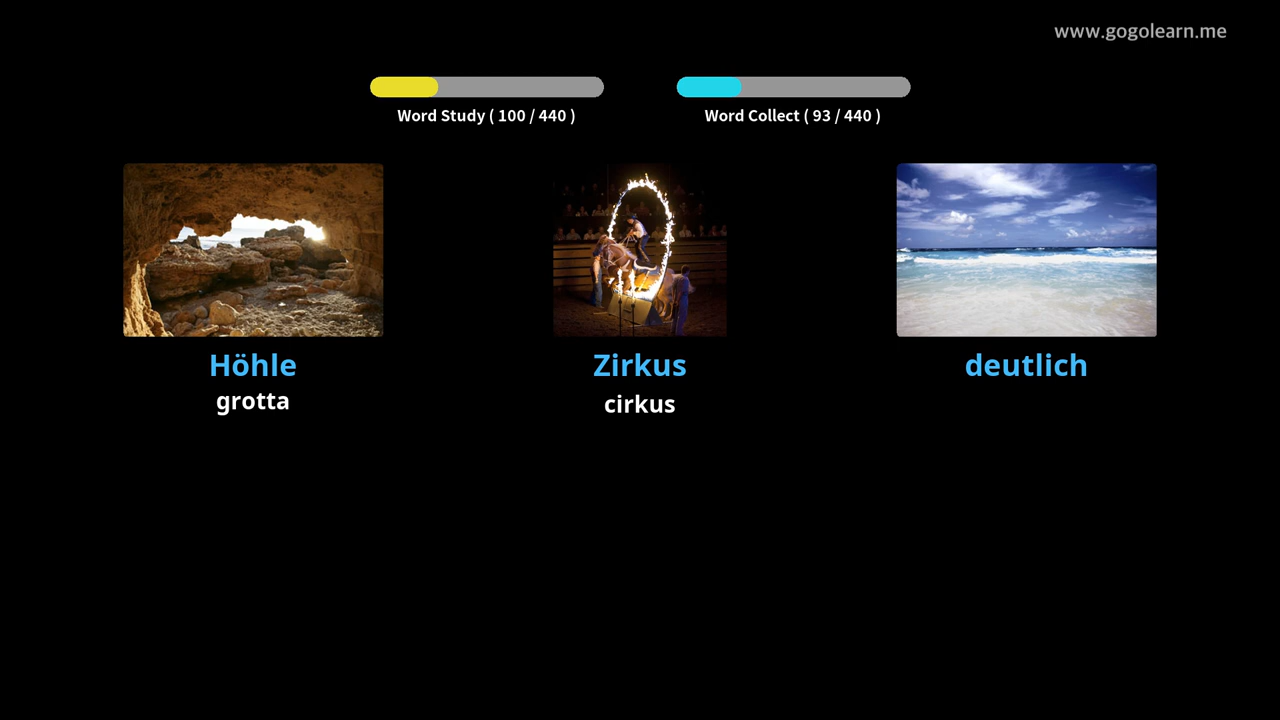 www.gogolearn.me
Word Study ( 100 / 440 )
Word Collect ( 93 / 440 )
Höhle
grotta
Zirkus
cirkus
deutlich